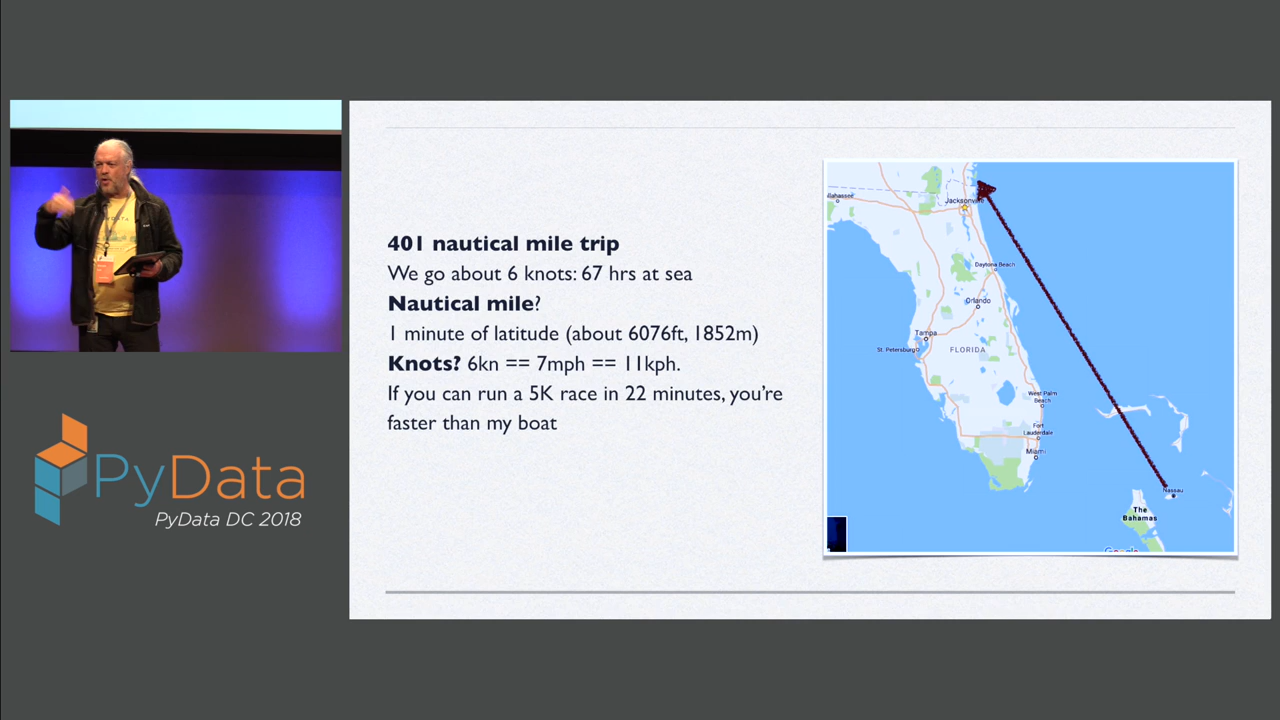 401 nautical mile trip
We go about 6 knots: 67 hrs at sea
Nautical mile?
1 minute of latitude (about 6076ft, 1852m)
Knots? 6kn == 7mph == 11kph.
If you can run a 5K race in 22 minutes, you're
faster than my boat
Jacksonville
Daytona Beach
Orlando
Tampa
St. Petersburg
FLORIDA
West Palm
Beach
Fort
Lauderdale
Miami
Nassau
The
Bahamas
Google
PyData
PyData DC 2018